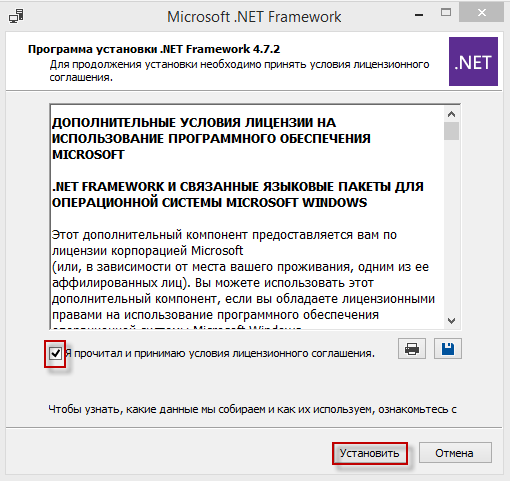 Microsoft .NET Framework
Программа установки .NET Framework 4.7.2
Для продолжения установки необходимо принять условия лицензионного
соглашения.
.NET
ДОПОЛНИТЕЛЬНЫЕ УСЛОВИЯ ЛИЦЕНЗИИ НА
ИСПОЛЬЗОВАНИЕ ПРОГРАММНОГО ОБЕСПЕЧЕНИЯ
MICROSOFT
.NET FRAMEWORK И СВЯЗАННЫЕ ЯЗЫКОВЫЕ ПАКЕТЫ ДЛЯ
ОПЕРАЦИОННОЙ СИСТЕМЫ MICROSOFT WINDOWS
Этот дополнительный компонент предоставляется вам по
лицензии корпорацией Microsoft
(или, в зависимости от места вашего проживания, одним из ее
аффилированных лиц). Вы можете использовать этот
дополнительный компонент, если вы обладаете лицензионными
правами на использование программного обеспечения
операционной системы Microsoft Windows
Я прочитал и принимаю условия лицензионного соглашения.
Чтобы узнать, какие данные мы собираем и как их используем, ознакомьтесь с
Установить
Отмена